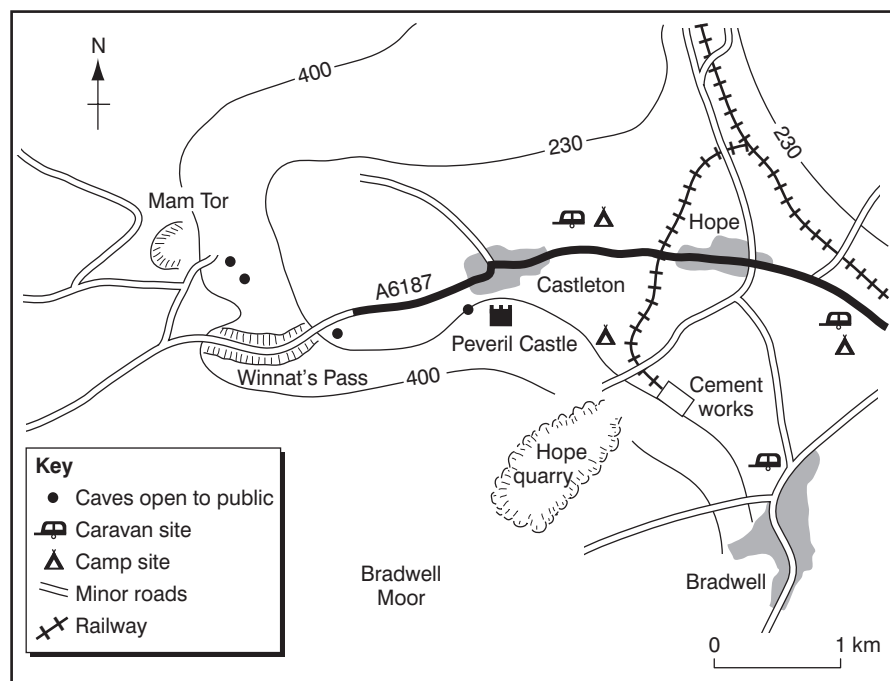 N
400
230
230
Mam Tor
Hope
A6187
Castleton
Peveril Castle
Winnat's Pass
400
Cement
works
Hope
quarry
Bradwell
Moor
Bradwell
Key
Caves open to public
Caravan site
Camp site
Minor roads
Railway
0 1 km